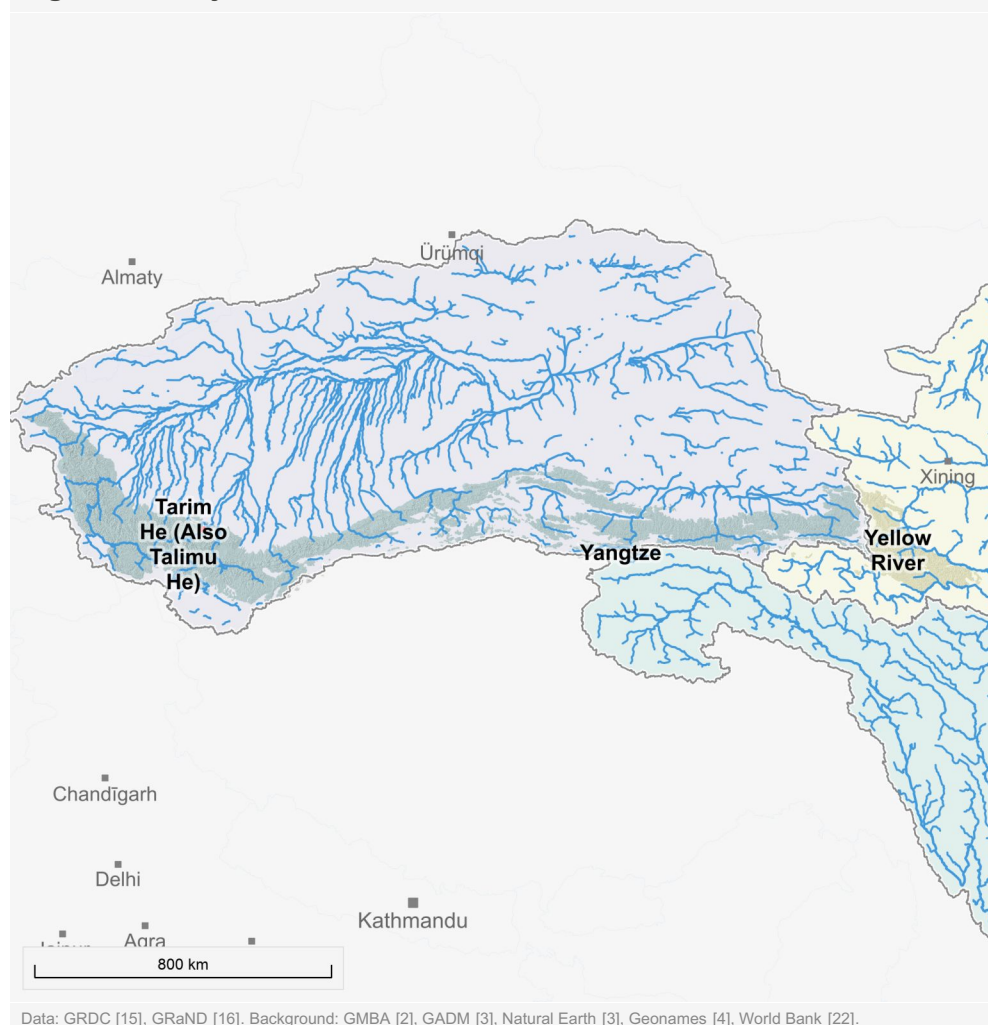 Ürümqi
Almaty
Xining
Tarim
He (Also
Talimu
He)
Yangtze
Yellow
River
Chandīgarh
Delhi
Kathmandu
Agra
800 km
Data: GRDC [15], GRanD [16]. Background: GMBA [2], GADM [3], Natural Earth [3], Geonames [4], World Bank [22].